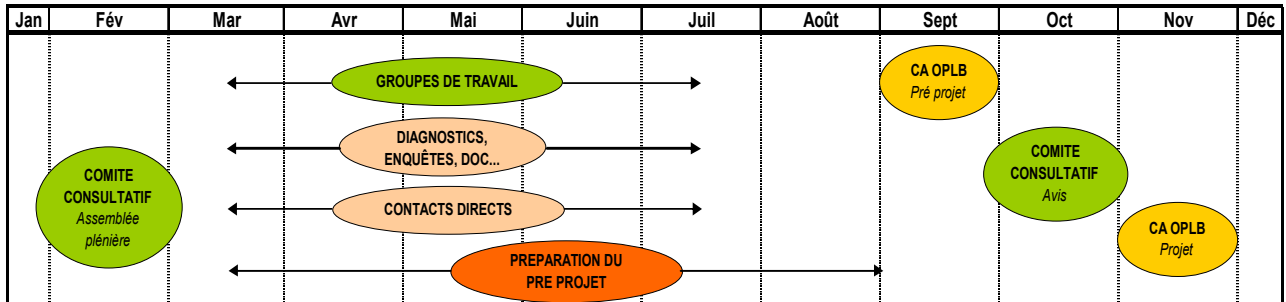 Jan Fév Mar Avr Mai Juin Juil Août Sept Oct Nov Déc
GROUPES DE TRAVAIL
CA OPLB
Pré projet
DIAGNOSTICS,
ENQUÊTES, DOC...
COMITE
CONSULTATIF
Assemblée
plénière
COMITE
CONSULTATIF
Avis
CONTACTS DIRECTS
CA OPLB
Projet
PREPARATION DU
PRE PROJET